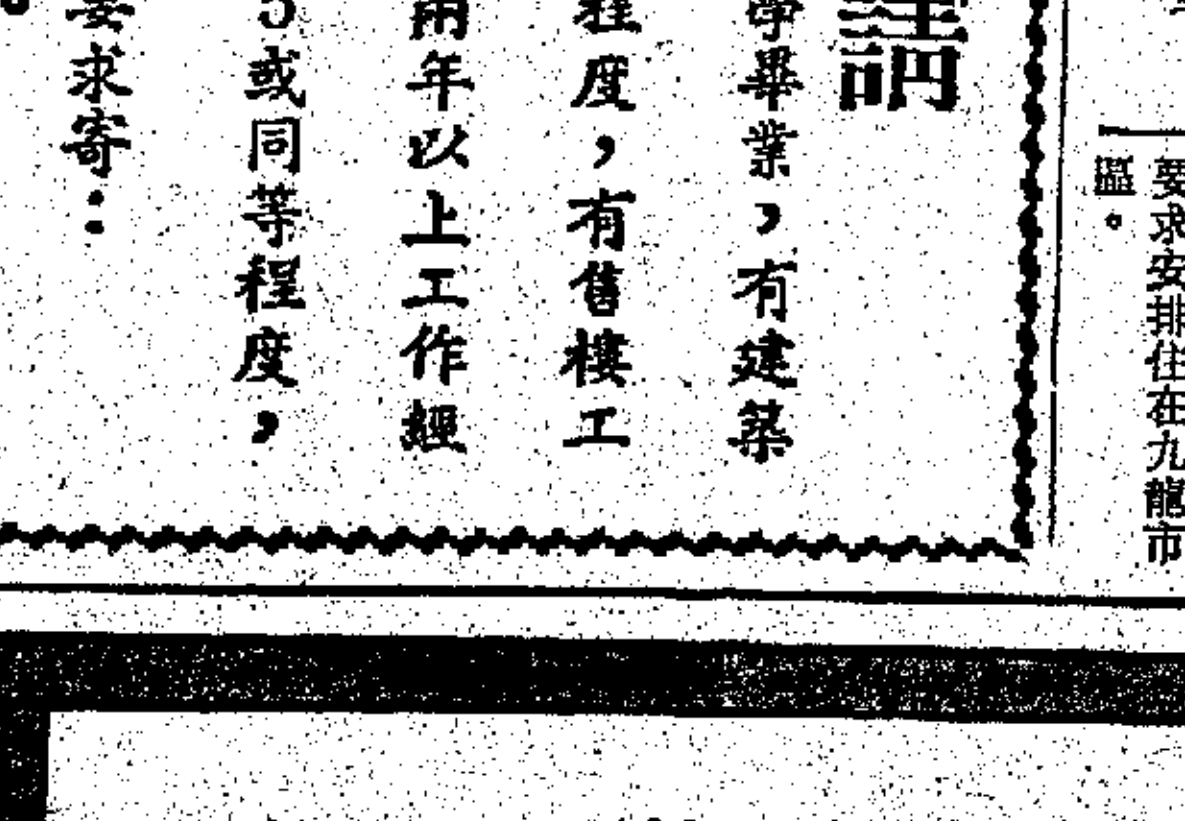 要求安排住在九龍市
區。
學畢業，有建築
程度，有售樓工
兩年以上工作經
5或同等程度，
要求寄：